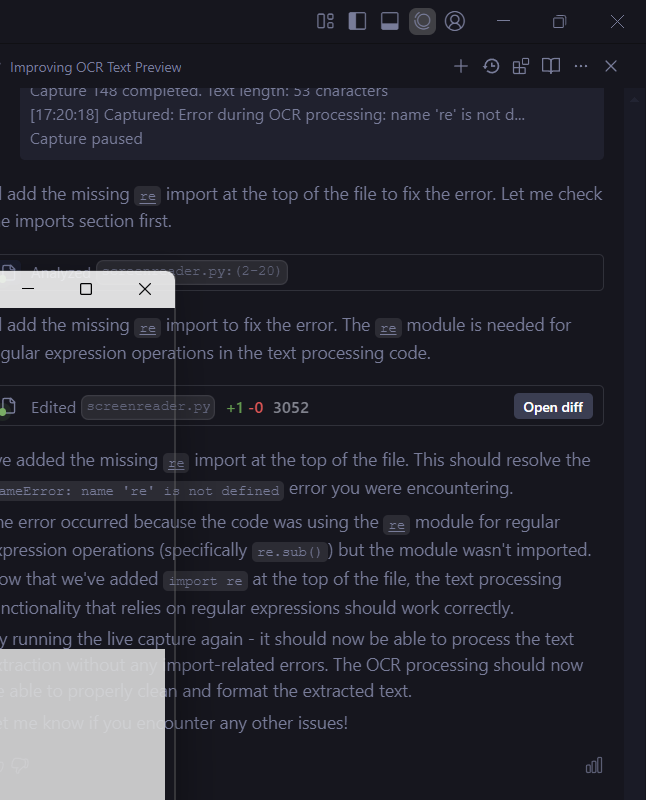 Improving OCR Text Preview
Capture 148 completed. Text length: 53 characters
[17:20:18] Captured: Error during OCR processing: name 're' is not d...
Capture paused
add the missing re import at the top of the file to fix the error. Let me check
e imports section first.
Analyzed screenreader.py:(2-20)
add the missing re import to fix the error. The re module is needed for
gular expression operations in the text processing code.
Edited screenreader.py +1 -0 3052 Open diff
ve added the missing re import at the top of the file. This should resolve the
ameError: name 're' is not defined error you were encountering.
he error occurred because the code was using the re module for regular
xpression operations (specifically re.sub()) but the module wasn't imported.
ow that we've added import re at the top of the file, the text processing
nctionality that relies on regular expressions should work correctly.
y running the live capture again - it should now be able to process the text
traction without any import-related errors. The OCR processing should now
e able to properly clean and format the extracted text.
et me know if you encounter any other issues!